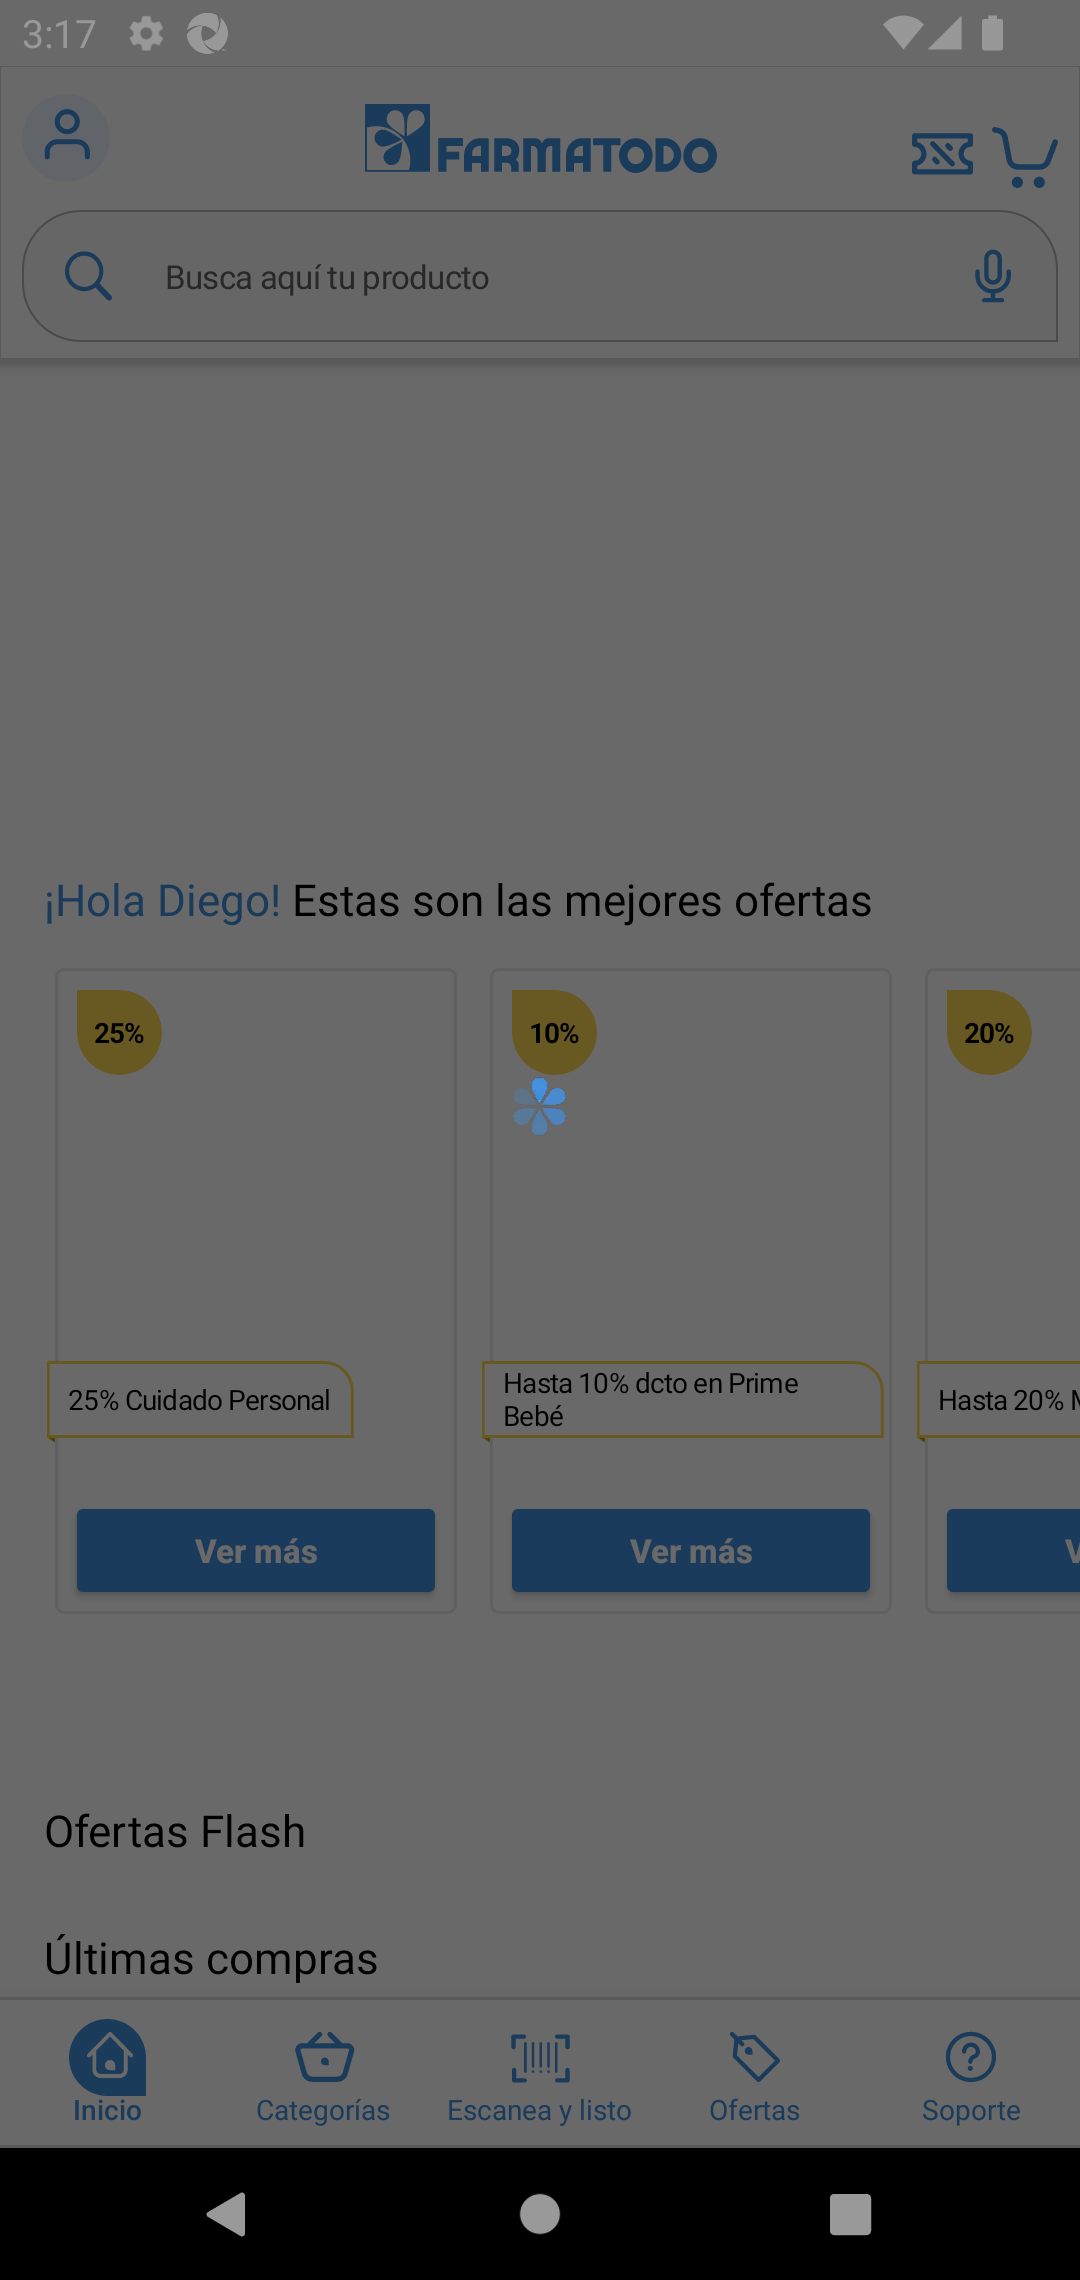 3:17
FARMATODO
Busca aquí tu producto
¡Hola Diego! Estas son las mejores ofertas
25%
10%
20%
25% Cuidado Personal
Hasta 10% dcto en Prime
Bebé
Hasta 20%
Ver más
Ver más
Ofertas Flash
Últimas compras
Inicio
Categorías
Escanea y listo
Ofertas
Soporte